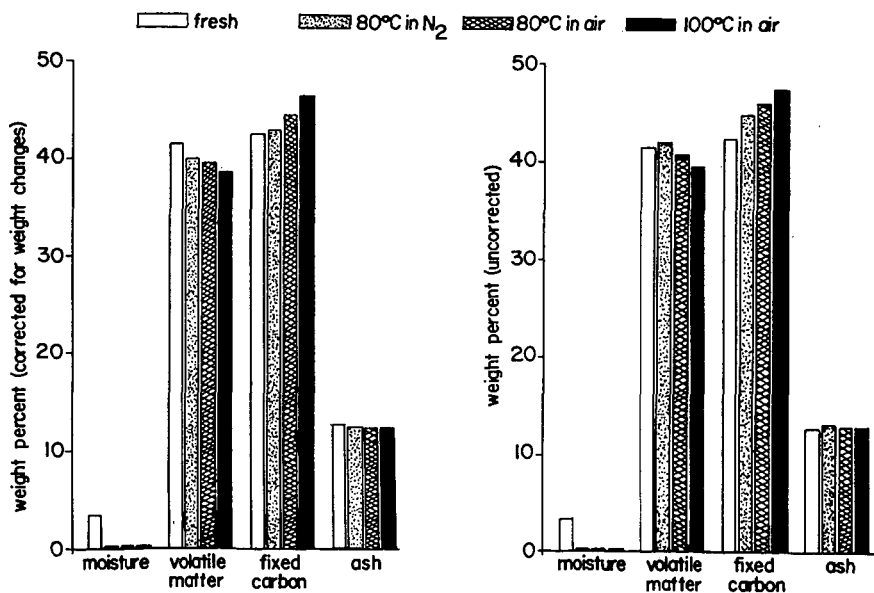 fresh
80°C in N2
80°C in air
100°C in air
weight percent (corrected for weight changes)
50
40
30
20
10
0
moisture
volatile
matter
fixed
carbon
ash
weight percent (uncorrected)
50
40
30
20
10
0
moisture
volatile
matter
fixed
carbon
ash